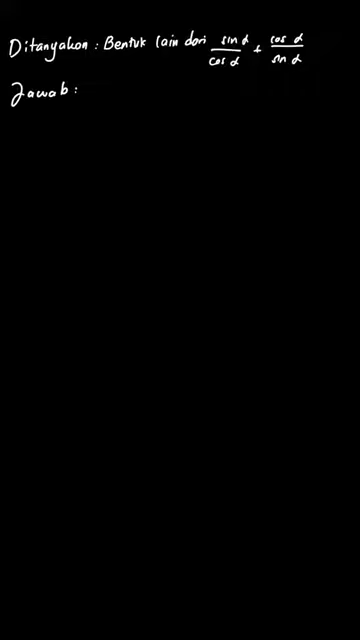 Ditanyakan : Bentuk lain dari sin α / cos α + cos α / sin α
Jawab :